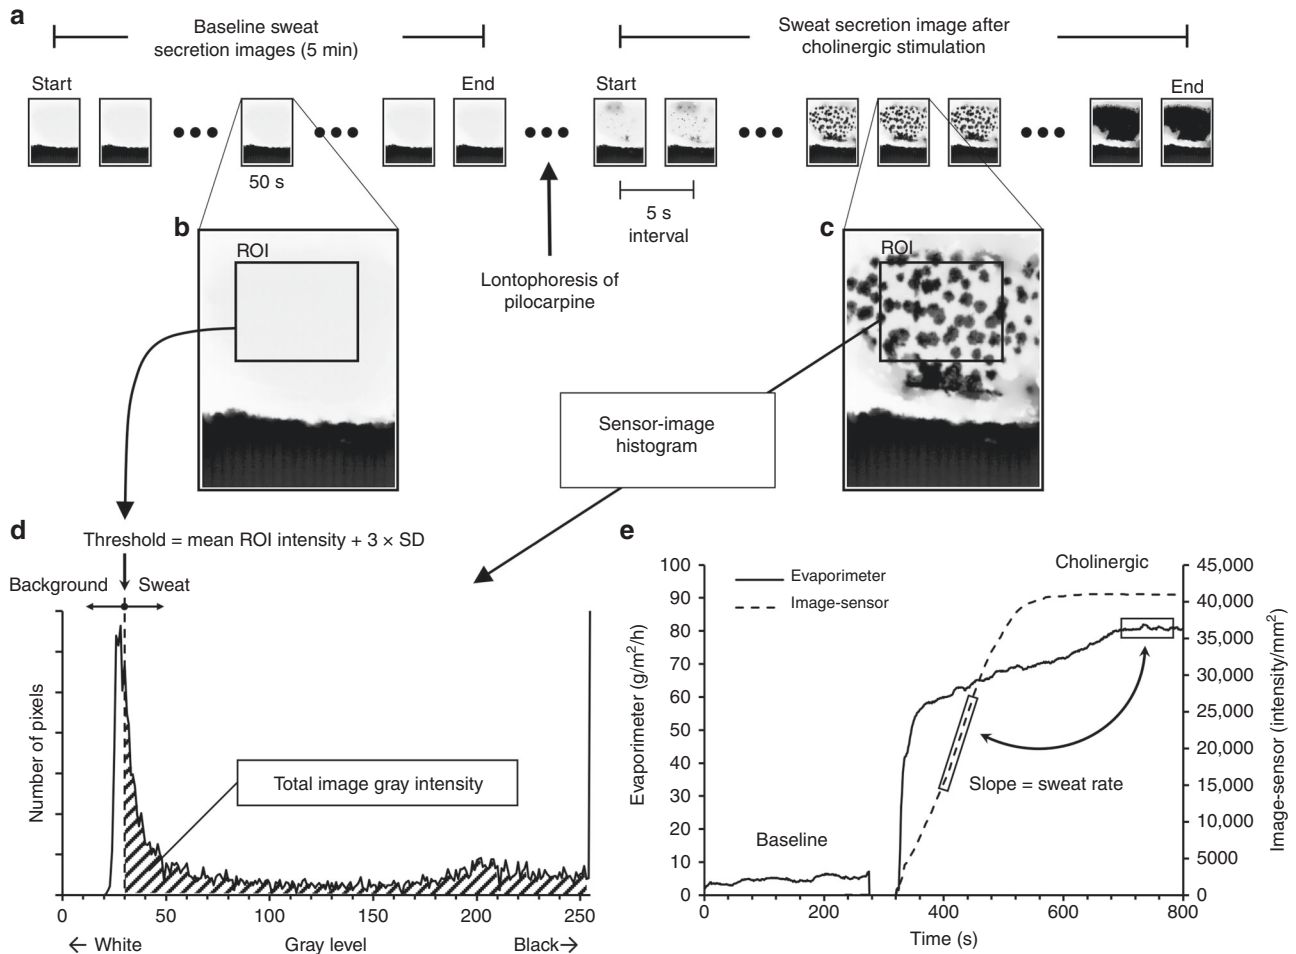 a
Baseline sweat
secretion images (5 min)
Sweat secretion image after
cholinergic stimulation
Start
End
Start
End
50 s
5 s
interval
Lontophoresis of
pilocarpine
b
ROI
c
ROI
Sensor-image
histogram
d
Threshold = mean ROI intensity + 3 × SD
Background
Sweat
Number of pixels
Total image gray intensity
0
50
100
150
200
250
← White
Gray level
Black→
e
Evaporimeter
Image-sensor
Cholinergic
Baseline
Slope = sweat rate
Evaporimeter (g/m²/h)
100
90
80
70
60
50
40
30
20
10
0
45,000
40,000
35,000
30,000
25,000
20,000
15,000
10,000
5000
0
Image-sensor (intensity/mm²)
0
200
400
600
800
Time (s)